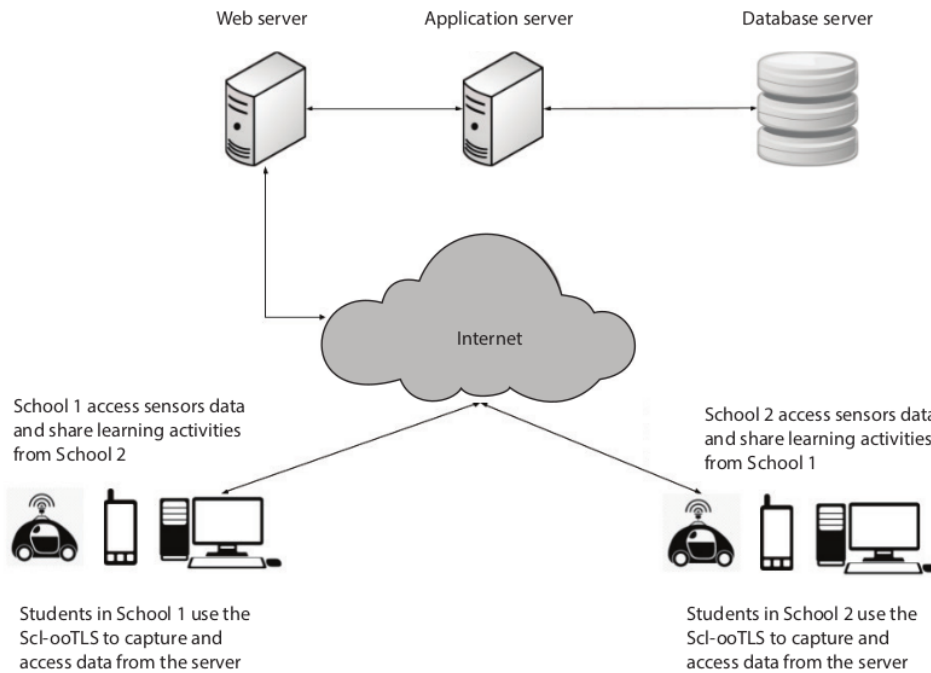 Web server
Application server
Database server
Internet
School 1 access sensors data
and share learning activities
from School 2
School 2 access sensors data
and share learning activities
from School 1
Students in School 1 use the
Scl-ooTLS to capture and
access data from the server
Students in School 2 use the
Scl-ooTLS to capture and
access data from the server